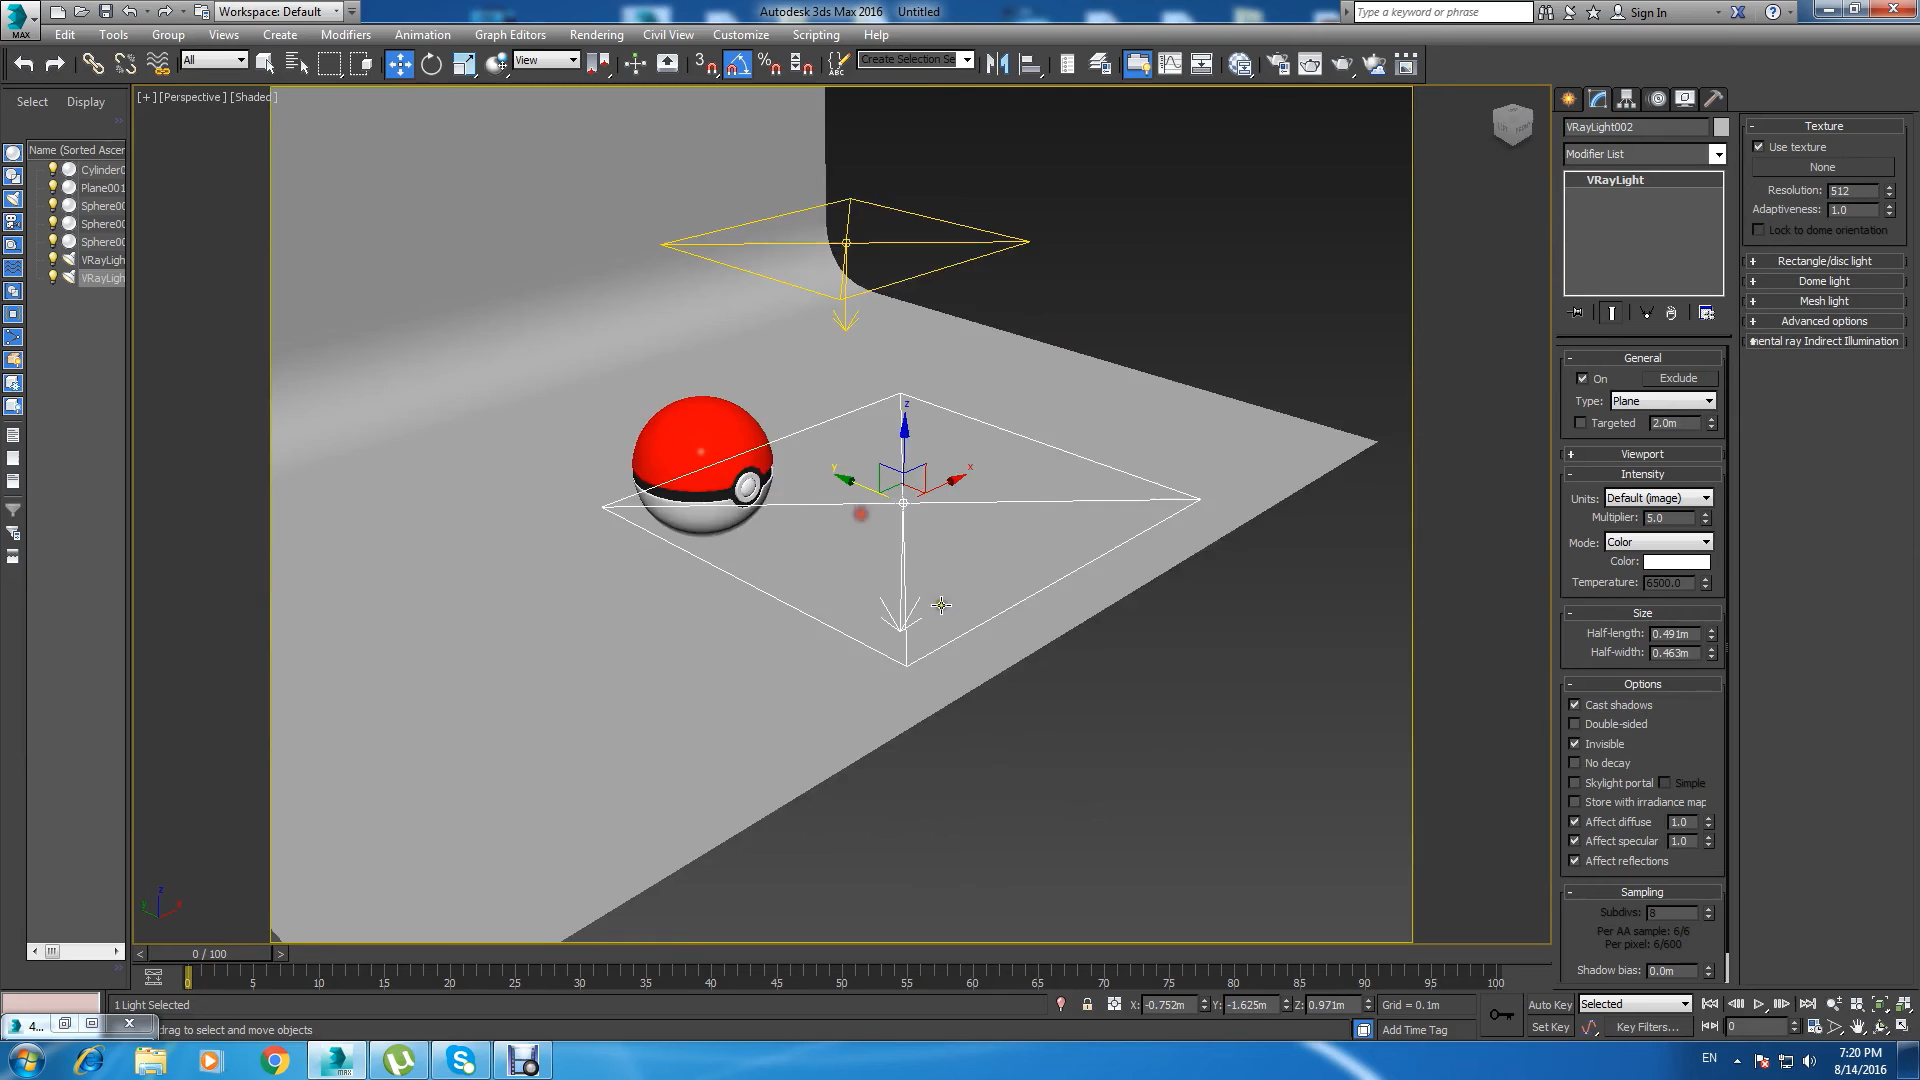 Workspace: Default
Autodesk 3ds Max 2016 Untitled
Type a keyword or phrase
Sign In
MAX
Edit Tools Group Views Create Modifiers Animation Graph Editors Rendering Civil View Customize Scripting Help
All
View
3
ABC
Create Selection Se
Select Display
[+] [Perspective ] [Shaded ]
Name (Sorted Ascer
Cylinder0
Plane001
Sphere00
Sphere00
Sphere00
VRayLigh
VRayLigh
z
y
x
z
y
x
VRayLight002
Modifier List
VRayLight
General
On Exclude
Type: Plane
Targeted 2.0m
Viewport
Intensity
Units: Default (image)
Multiplier: 5.0
Mode: Color
Color:
Temperature: 6500.0
Size
Half-length: 0.491m
Half-width: 0.463m
Options
Cast shadows
Double-sided
Invisible
No decay
Skylight portal Simple
Store with irradiance map
Affect diffuse 1.0
Affect specular 1.0
Affect reflections
Sampling
Subdivs: 8
Per AA sample: 6/6
Per pixel: 6/600
Shadow bias: 0.0m
Texture
Use texture
None
Resolution: 512
Adaptiveness: 1.0
Lock to dome orientation
Rectangle/disc light
Dome light
Mesh light
Advanced options
ental ray Indirect Illumination
0 / 100
0 5 10 15 20 25 30 35 40 45 50 55 60 65 70 75 80 85 90 95 100
1 Light Selected
X: -0.752m Y: -1.625m Z: 0.971m Grid = 0.1m
Auto Key Selected
4...
drag to select and move objects
Add Time Tag
Set Key Key Filters... 0
MAX
EN
7:20 PM
8/14/2016